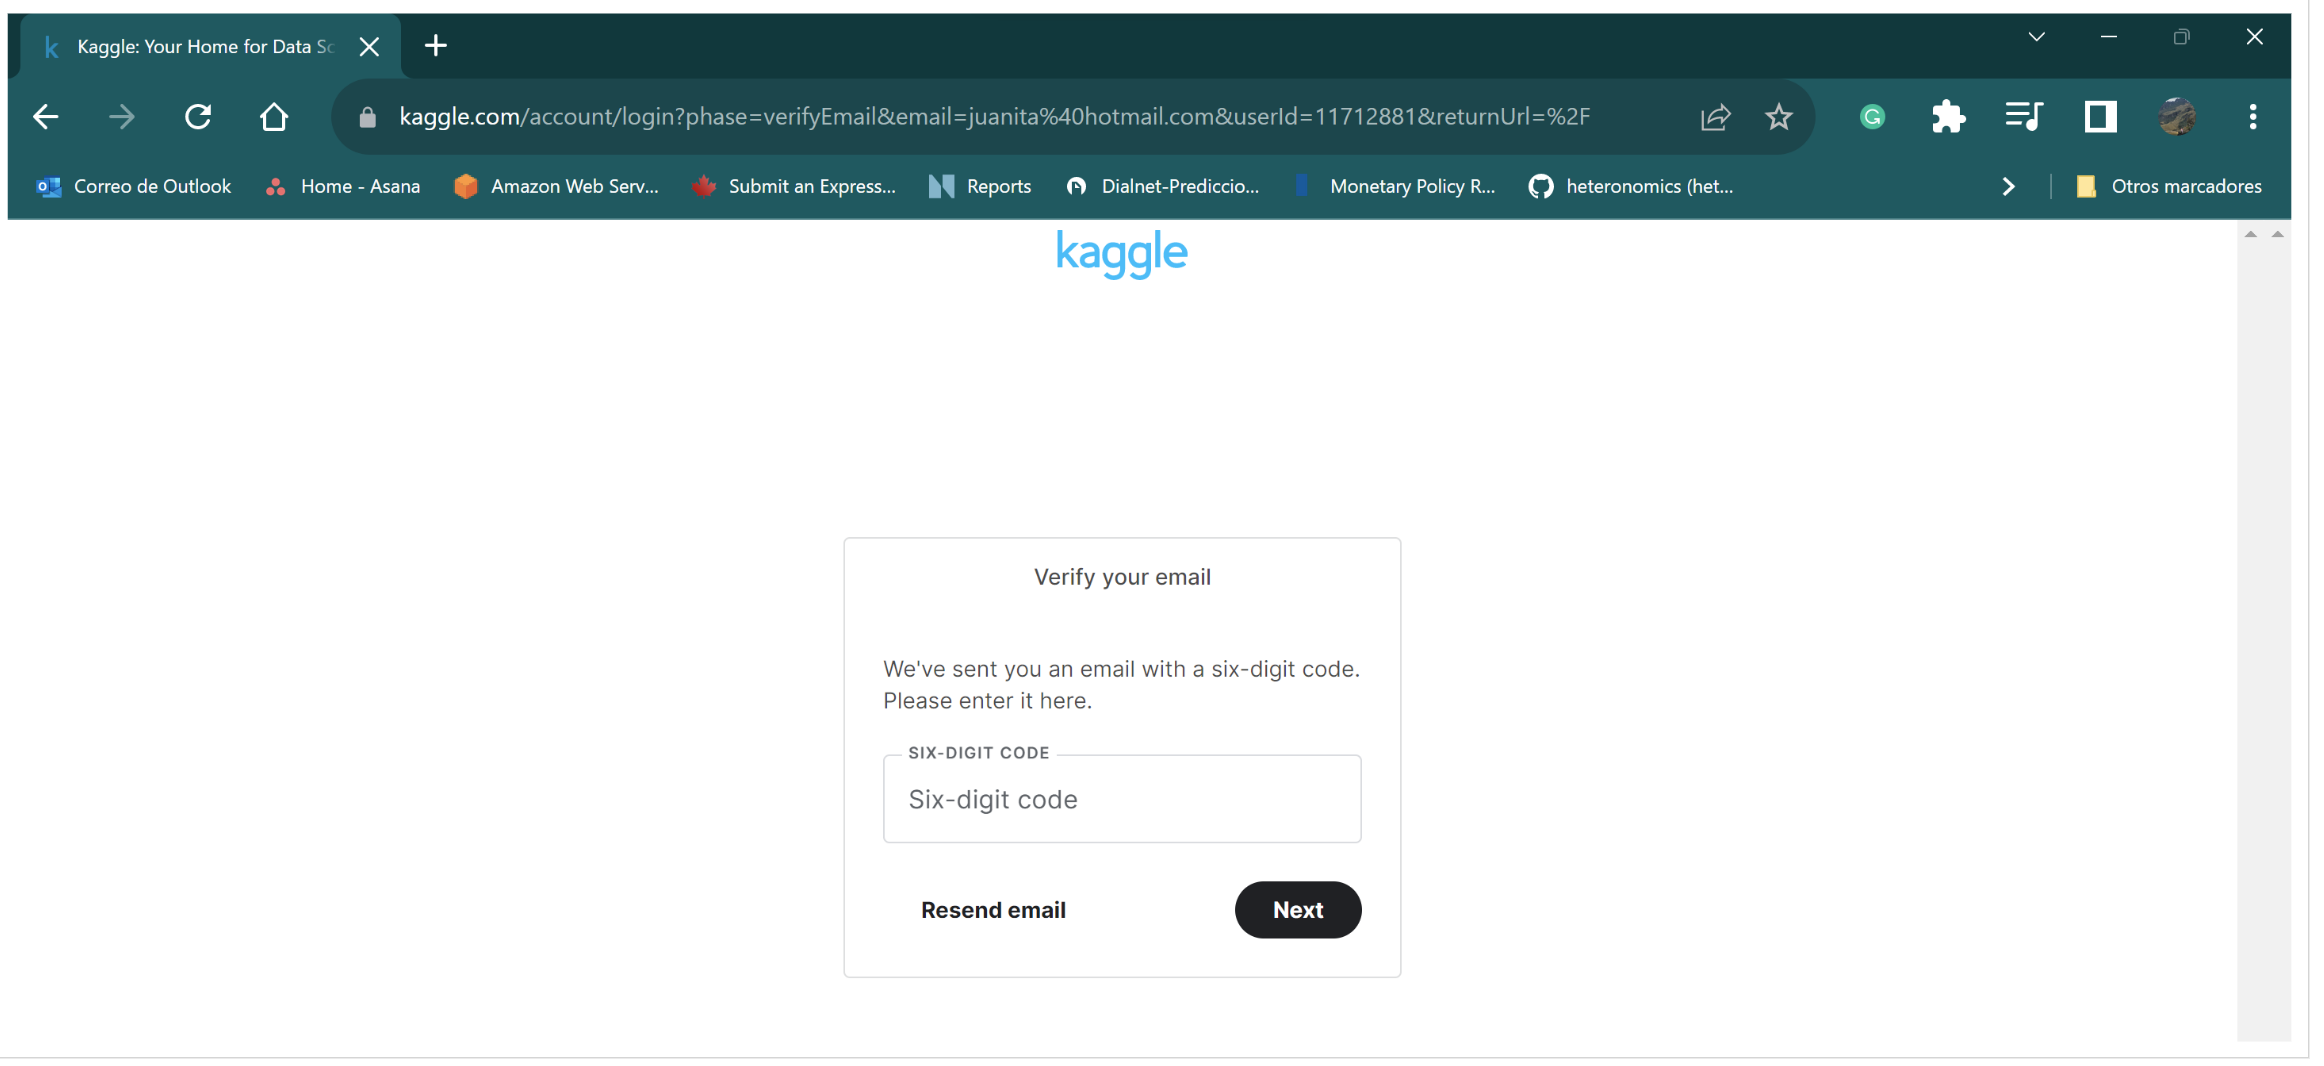 k Kaggle: Your Home for Data Sc
kaggle.com/account/login?phase=verifyEmail&email=juanita%40hotmail.com&userId=11712881&returnUrl=%2F
Correo de Outlook Home - Asana Amazon Web Serv... Submit an Express... Reports Dialnet-Prediccio... Monetary Policy R... heteronomics (het... Otros marcadores
kaggle
Verify your email
We've sent you an email with a six-digit code.
Please enter it here.
SIX-DIGIT CODE
Six-digit code
Resend email Next